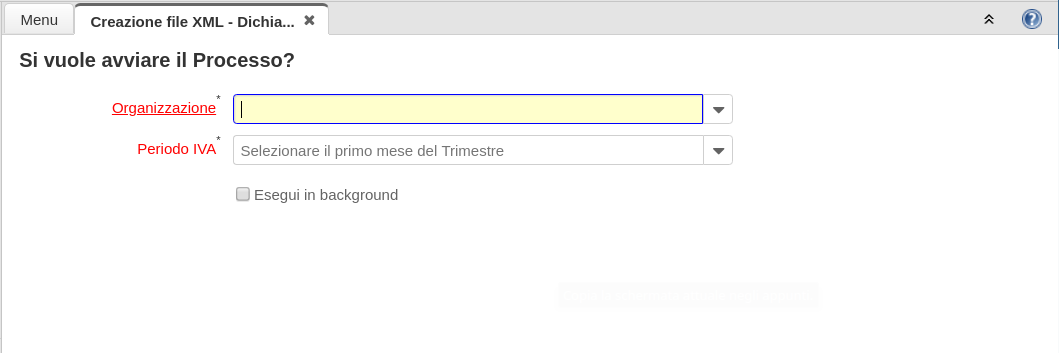 Menu
Creazione file XML - Dichia...
Si vuole avviare il Processo?
Organizzazione*
Periodo IVA*
Selezionare il primo mese del Trimestre
Esegui in background